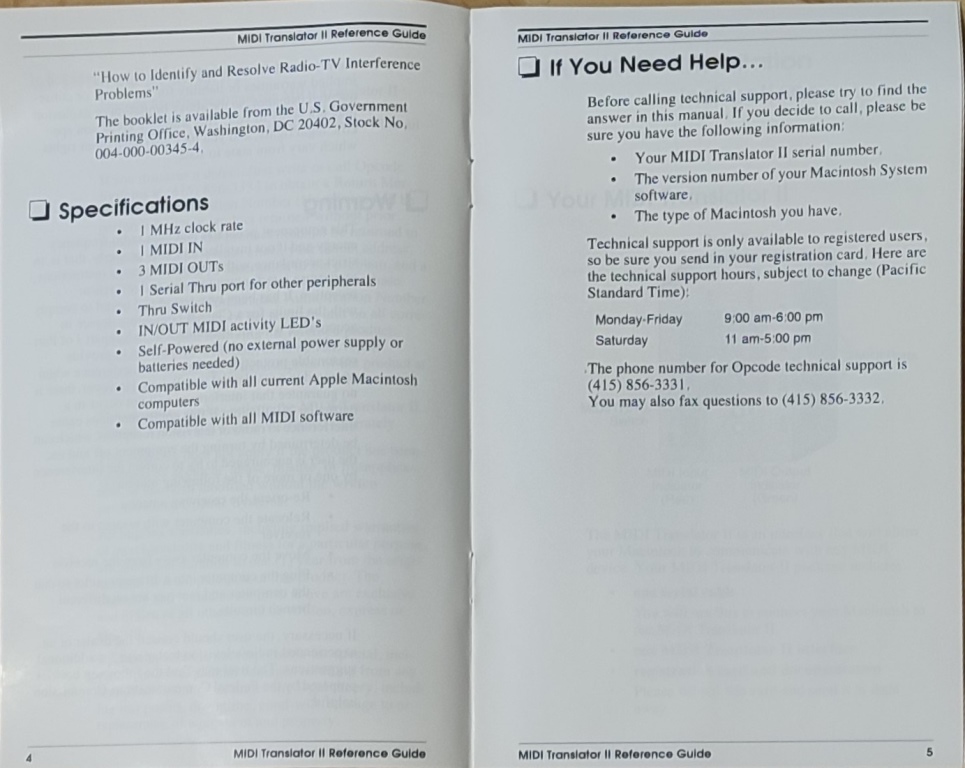 MIDI Translator II Reference Guide
"How to Identify and Resolve Radio-TV Interference
Problems"
The booklet is available from the U.S. Government
Printing Office, Washington, DC 20402, Stock No.
004-000-00345-4.
❏ Specifications
• 1 MHz clock rate
• 1 MIDI IN
• 3 MIDI OUTs
• 1 Serial Thru port for other peripherals
• Thru Switch
• IN/OUT MIDI activity LED's
• Self-Powered (no external power supply or
batteries needed)
• Compatible with all current Apple Macintosh
computers
• Compatible with all MIDI software
4
MIDI Translator II Reference Guide
MIDI Translator II Reference Guide
❏ If You Need Help...
Before calling technical support, please try to find the
answer in this manual. If you decide to call, please be
sure you have the following information:
• Your MIDI Translator II serial number.
• The version number of your Macintosh System
software.
• The type of Macintosh you have.
Technical support is only available to registered users,
so be sure you send in your registration card. Here are
the technical support hours, subject to change (Pacific
Standard Time):
Monday-Friday 9:00 am-6:00 pm
Saturday 11 am-5:00 pm
The phone number for Opcode technical support is
(415) 856-3331.
You may also fax questions to (415) 856-3332.
MIDI Translator II Reference Guide
5